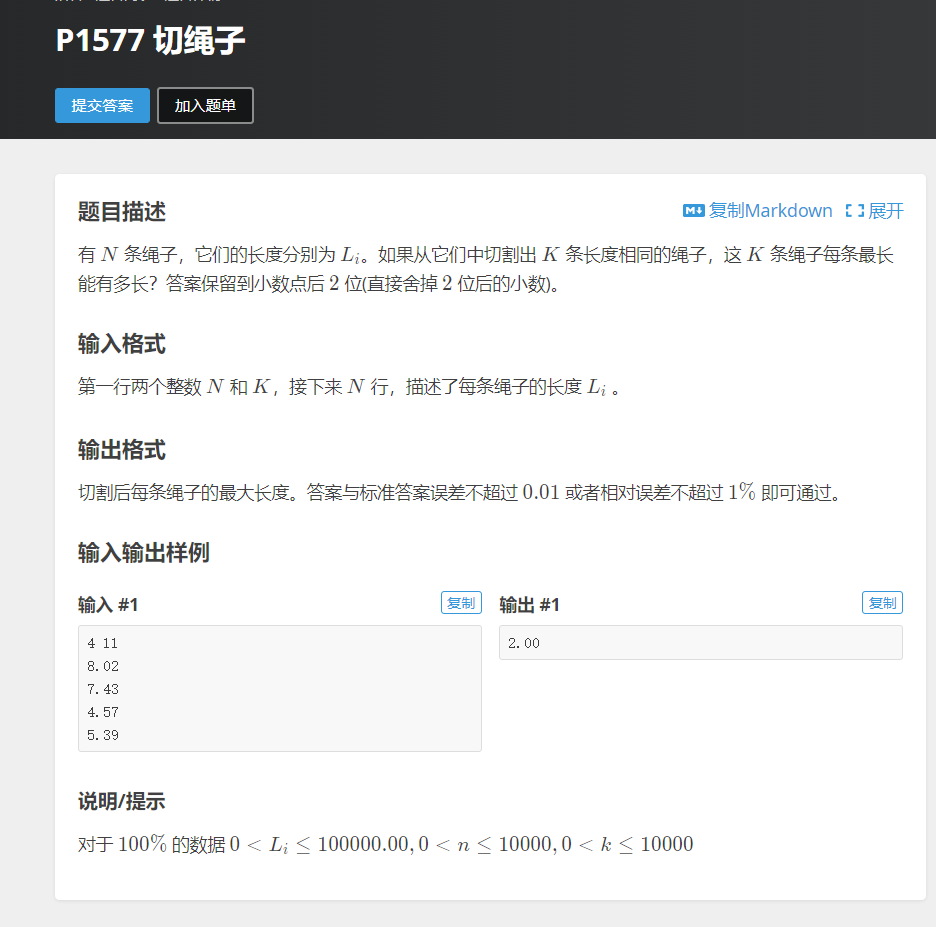 P1577 切绳子
提交答案
加入题单
题目描述
复制Markdown
展开
有 N 条绳子，它们的长度分别为 Lᵢ。如果从它们中切割出 K 条长度相同的绳子，这 K 条绳子每条最长
能有多长？答案保留到小数点后 2 位(直接舍掉 2 位后的小数)。
输入格式
第一行两个整数 N 和 K，接下来 N 行，描述了每条绳子的长度 Lᵢ 。
输出格式
切割后每条绳子的最大长度。答案与标准答案误差不超过 0.01 或者相对误差不超过 1% 即可通过。
输入输出样例
输入 #1
复制
4 11
8.02
7.43
4.57
5.39
输出 #1
复制
2.00
说明/提示
对于 100% 的数据 0 < Lᵢ ≤ 100000.00, 0 < n ≤ 10000, 0 < k ≤ 10000